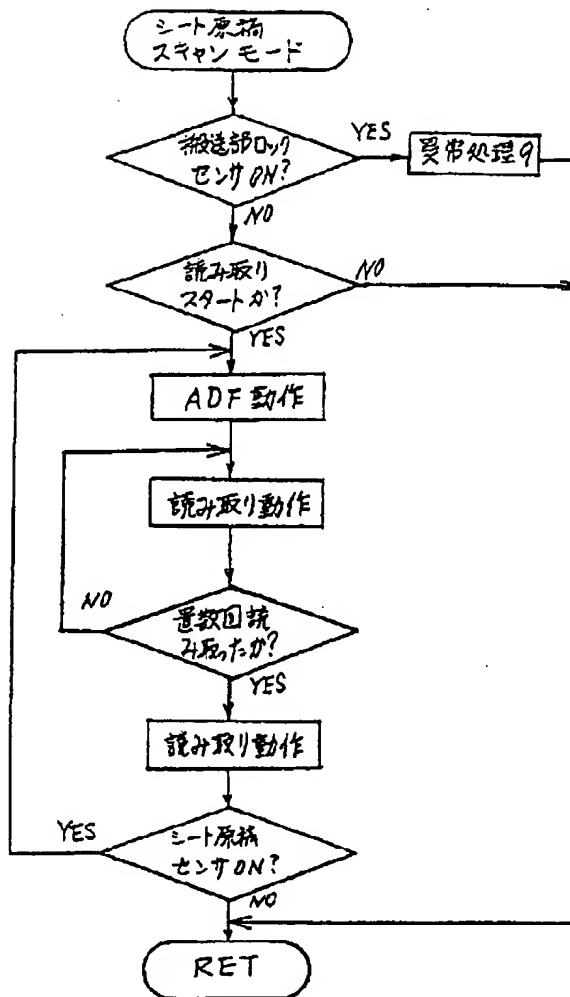 シート原稿
スキャンモード
搬送部ロック
センサON?
YES
異常処理9
NO
読み取り
スタートか?
NO
YES
ADF動作
読み取り動作
NO
置数回読
み取ったか?
YES
読み取り動作
YES
シート原稿
センサON?
NO
RET